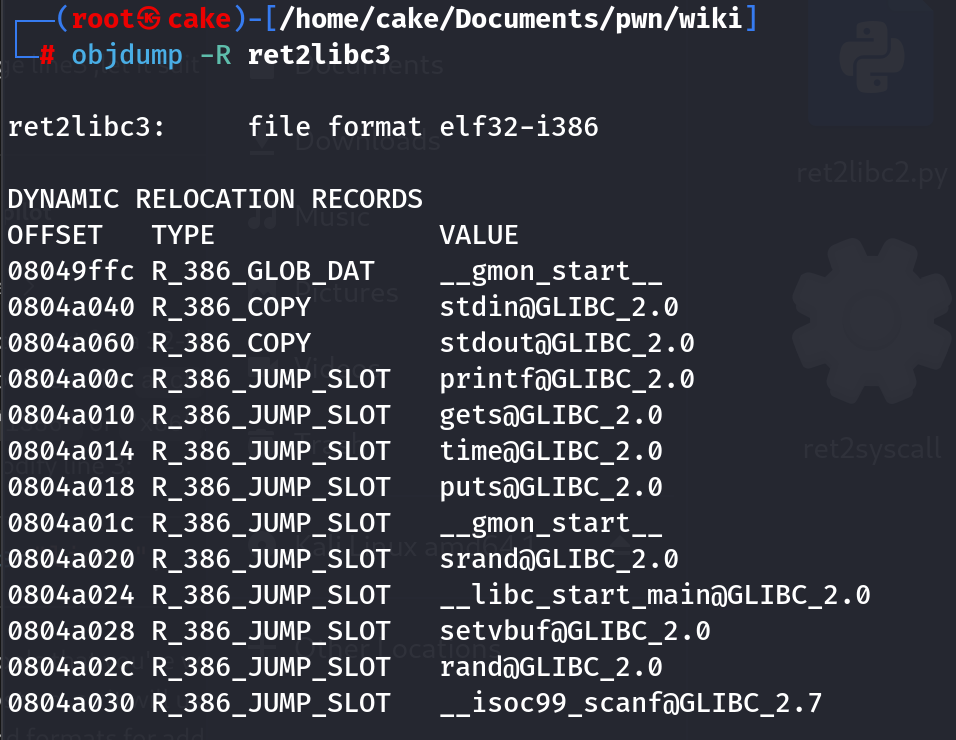 (root㉿cake)-[/home/cake/Documents/pwn/wiki]
# objdump -R ret2libc3
Documents
ret2libc3:     file format elf32-i386
Downloads
ret2libc2.py
DYNAMIC RELOCATION RECORDS
Music
OFFSET   TYPE              VALUE
08049ffc R_386_GLOB_DAT    __gmon_start__
Pictures
0804a040 R_386_COPY        stdin@GLIBC_2.0
0804a060 R_386_COPY        stdout@GLIBC_2.0
0804a00c R_386_JUMP_SLOT   printf@GLIBC_2.0
0804a010 R_386_JUMP_SLOT   gets@GLIBC_2.0
0804a014 R_386_JUMP_SLOT   time@GLIBC_2.0
ret2syscall
0804a018 R_386_JUMP_SLOT   puts@GLIBC_2.0
0804a01c R_386_JUMP_SLOT   __gmon_start__
0804a020 R_386_JUMP_SLOT   srand@GLIBC_2.0
0804a024 R_386_JUMP_SLOT   __libc_start_main@GLIBC_2.0
0804a028 R_386_JUMP_SLOT   setvbuf@GLIBC_2.0
Other Locations
0804a02c R_386_JUMP_SLOT   rand@GLIBC_2.0
0804a030 R_386_JUMP_SLOT   __isoc99_scanf@GLIBC_2.7